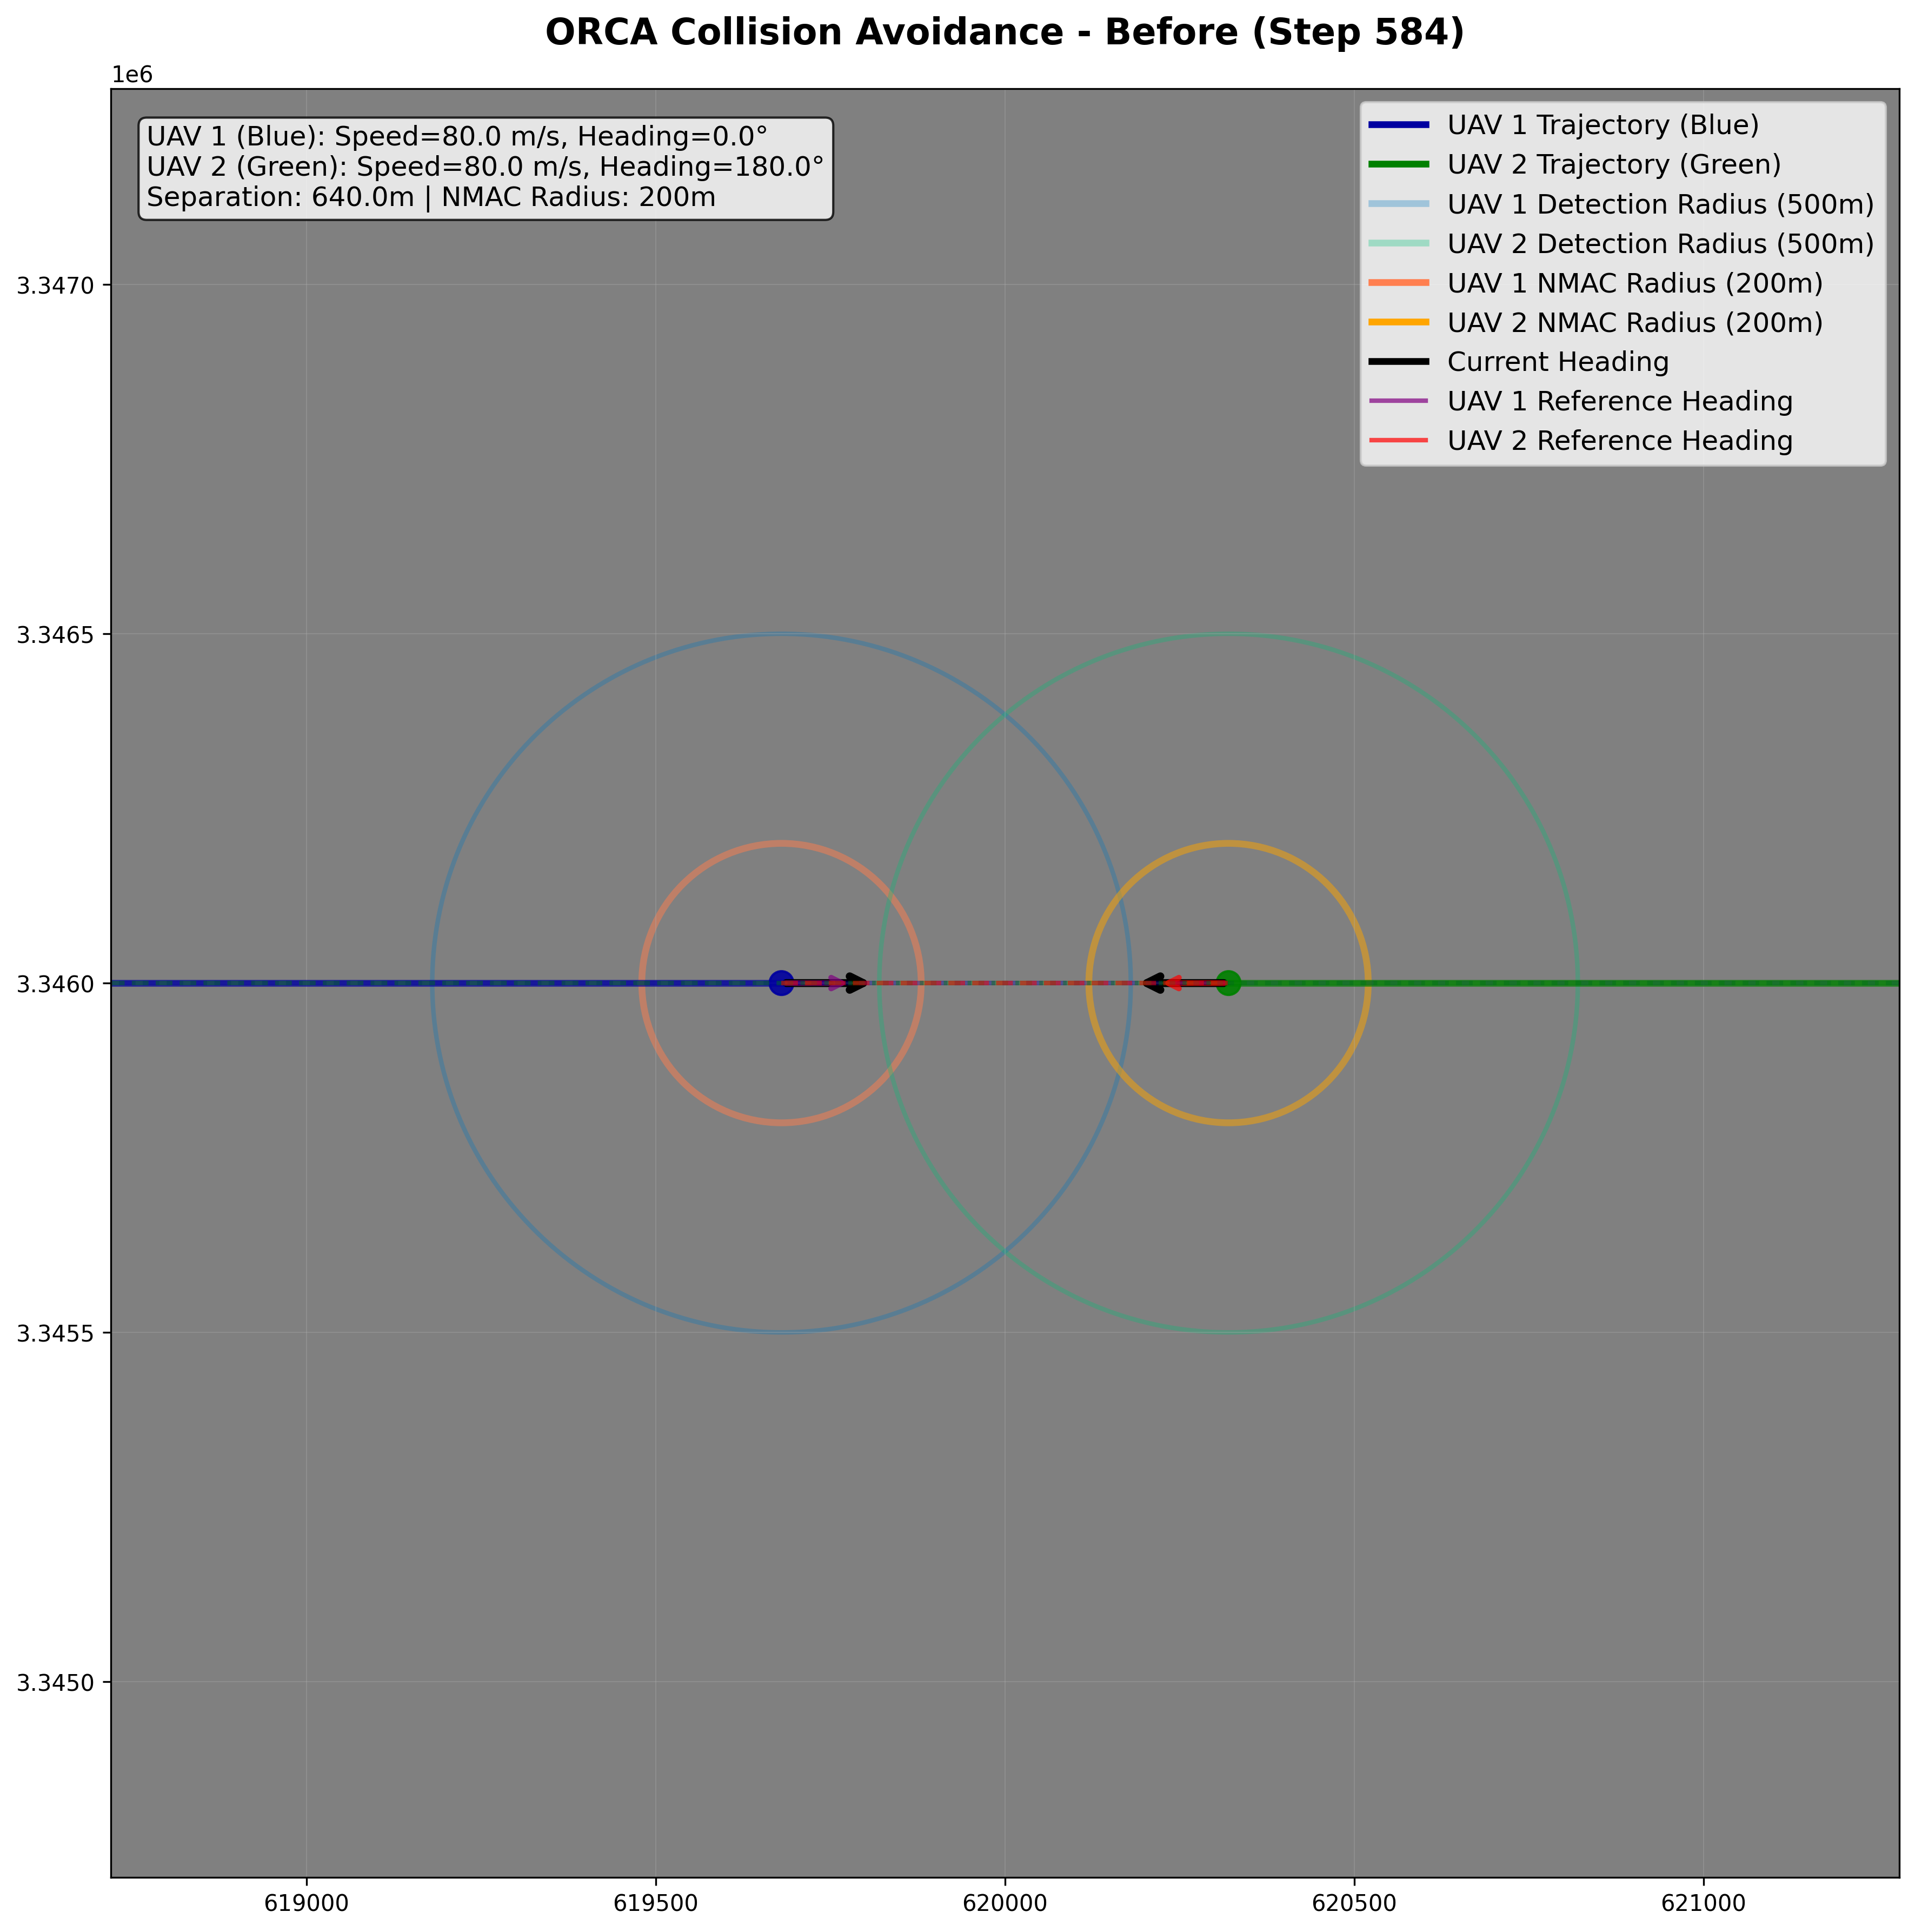 ORCA Collision Avoidance - Before (Step 584)
1e6
UAV 1 (Blue): Speed=80.0 m/s, Heading=0.0°
UAV 2 (Green): Speed=80.0 m/s, Heading=180.0°
Separation: 640.0m | NMAC Radius: 200m
UAV 1 Trajectory (Blue)
UAV 2 Trajectory (Green)
UAV 1 Detection Radius (500m)
UAV 2 Detection Radius (500m)
UAV 1 NMAC Radius (200m)
UAV 2 NMAC Radius (200m)
Current Heading
UAV 1 Reference Heading
UAV 2 Reference Heading
3.3470
3.3465
3.3460
3.3455
3.3450
619000
619500
620000
620500
621000